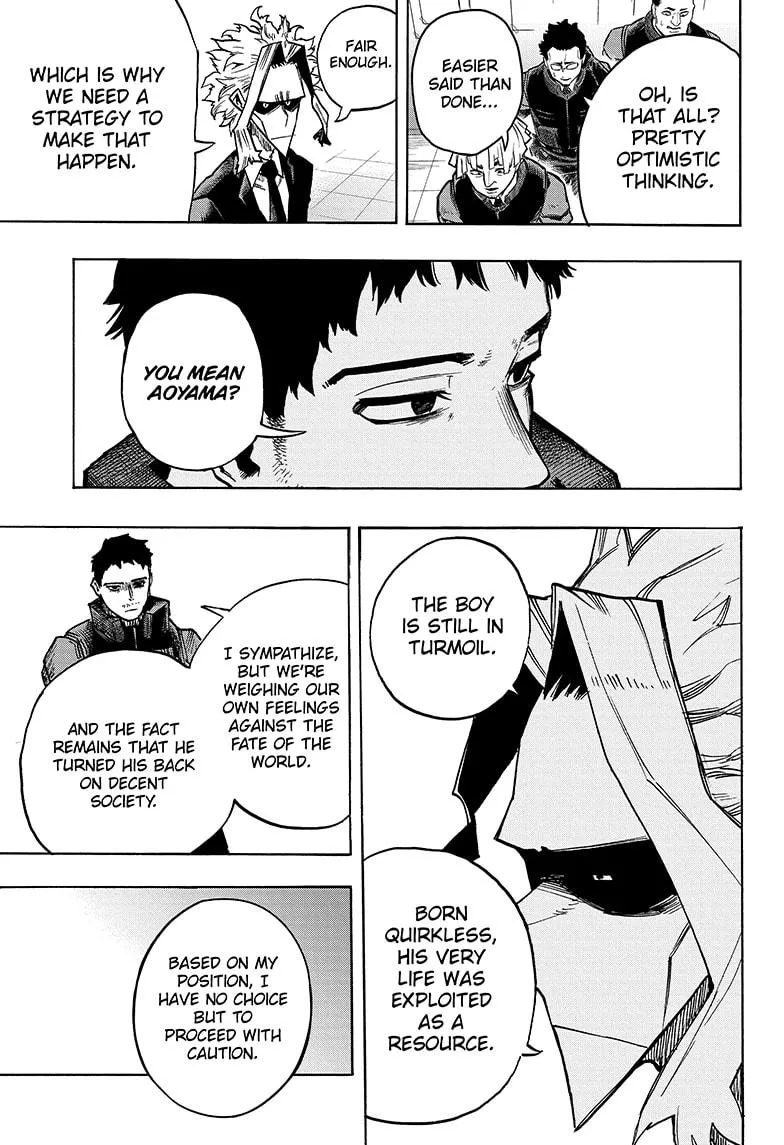 OH, IS
THAT ALL?
PRETTY
OPTIMISTIC
THINKING.
EASIER
SAID THAN
DONE...
FAIR
ENOUGH.
WHICH IS WHY
WE NEED A
STRATEGY TO
MAKE THAT
HAPPEN.
YOU MEAN
AOYAMA?
THE BOY
IS STILL IN
TURMOIL.
BORN
QUIRKLESS,
HIS VERY
LIFE WAS
EXPLOITED
AS A
RESOURCE.
I SYMPATHIZE,
BUT WE'RE
WEIGHING OUR
OWN FEELINGS
AGAINST THE
FATE OF THE
WORLD.
AND THE FACT
REMAINS THAT HE
TURNED HIS BACK
ON DECENT
SOCIETY.
BASED ON MY
POSITION, I
HAVE NO CHOICE
BUT TO
PROCEED WITH
CAUTION.